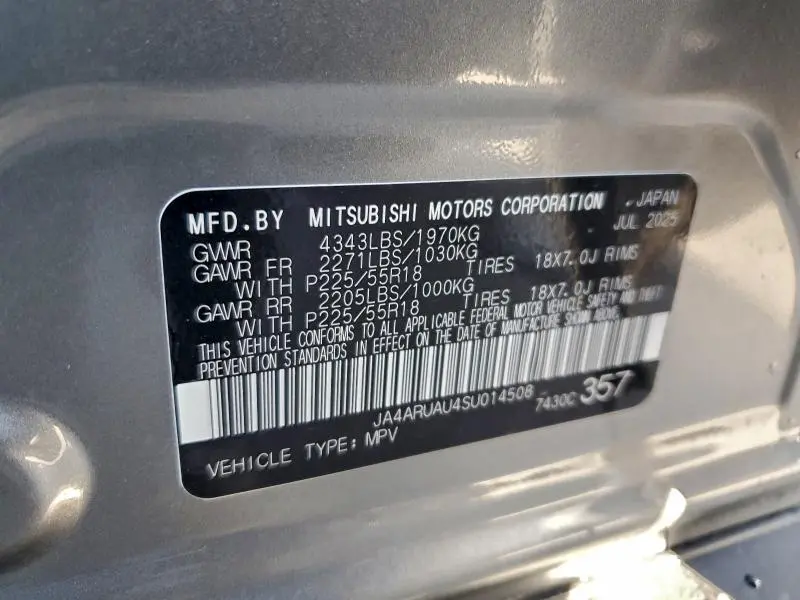 MFD.BY MITSUBISHI MOTORS CORPORATION - JAPAN
JUL 2025
GVWR 4343LBS/1970KG
GAWR FR 2271LBS/1030KG
WITH P225/55R18 TIRES 18X7.0J RIMS
GAWR RR 2205LBS/1000KG
WITH P225/55R18 TIRES 18X7.0J RIMS
THIS VEHICLE CONFORMS TO ALL APPLICABLE FEDERAL MOTOR VEHICLE SAFETY AND THEFT
PREVENTION STANDARDS IN EFFECT ON THE DATE OF MANUFACTURE SHOWN ABOVE.
JA4ARUAU4SU014508 7430C 357
VEHICLE TYPE: MPV